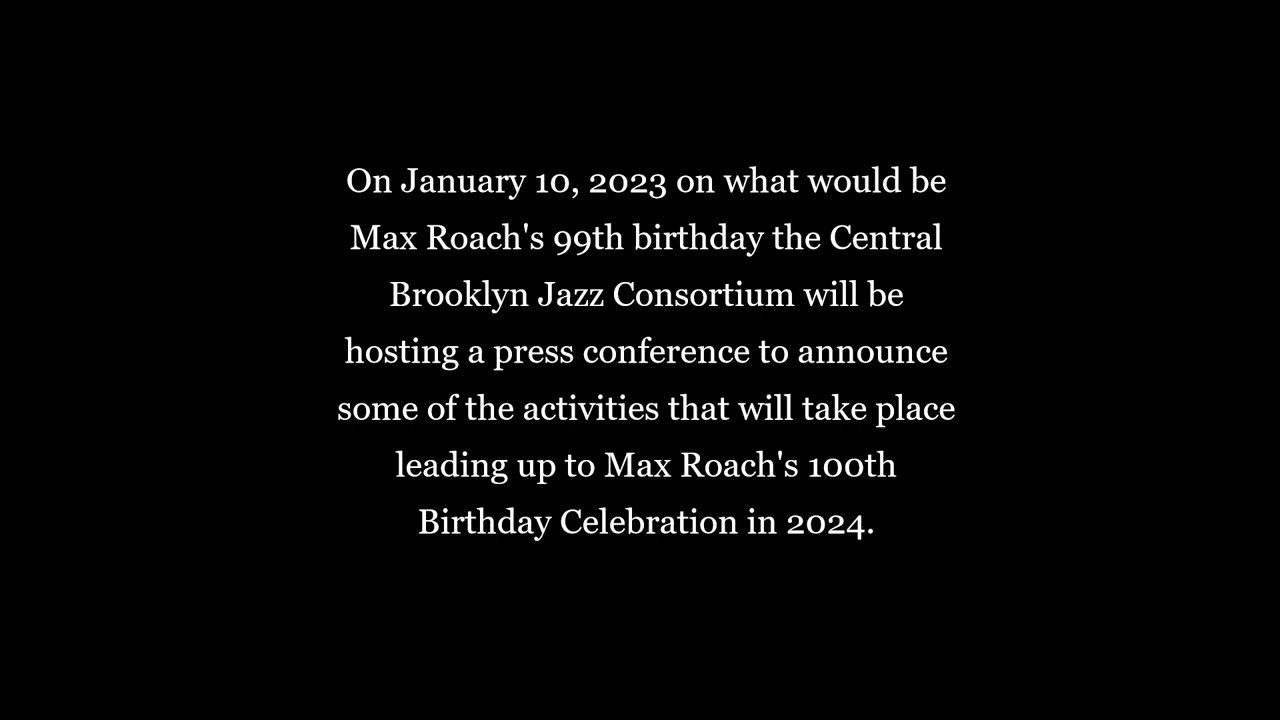 On January 10, 2023 on what would be
Max Roach's 99th birthday the Central
Brooklyn Jazz Consortium will be
hosting a press conference to announce
some of the activities that will take place
leading up to Max Roach's 100th
Birthday Celebration in 2024.